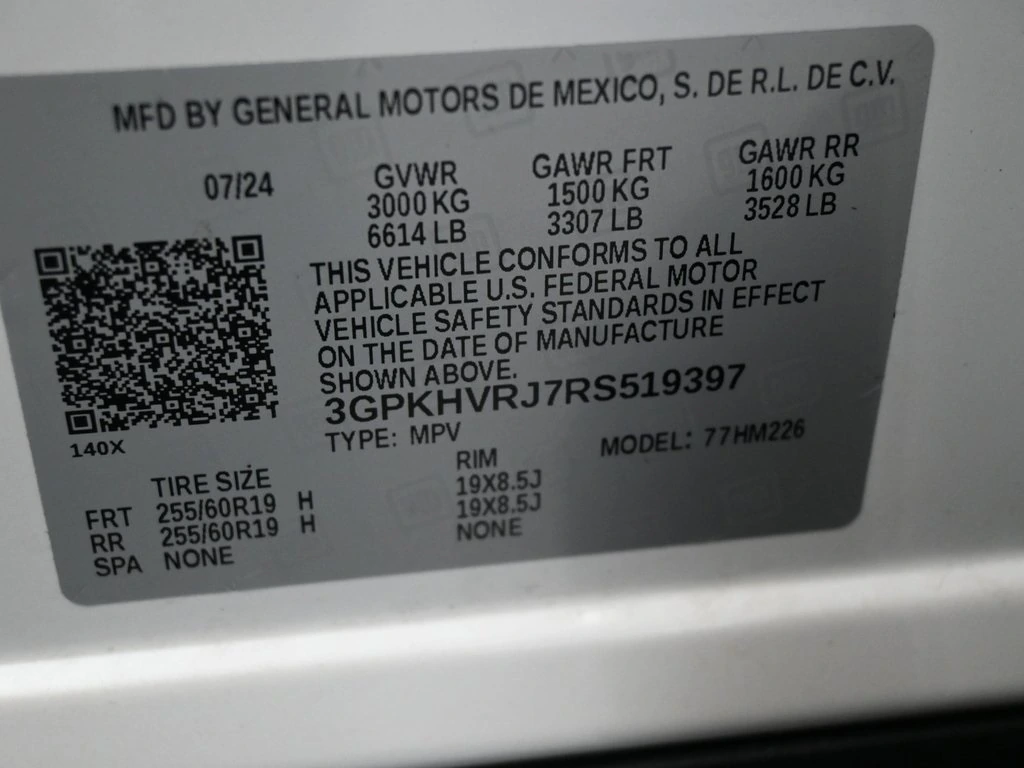 MFD BY GENERAL MOTORS DE MEXICO, S. DE R.L. DE C.V.
07/24 GVWR GAWR FRT GAWR RR
3000 KG 1500 KG 1600 KG
6614 LB 3307 LB 3528 LB
THIS VEHICLE CONFORMS TO ALL
APPLICABLE U.S. FEDERAL MOTOR
VEHICLE SAFETY STANDARDS IN EFFECT
ON THE DATE OF MANUFACTURE
SHOWN ABOVE.
3GPKHVRJ7RS519397
140X TYPE: MPV MODEL: 77HM226
TIRE SIZE RIM
FRT 255/60R19 H 19X8.5J
RR 255/60R19 H 19X8.5J
SPA NONE NONE